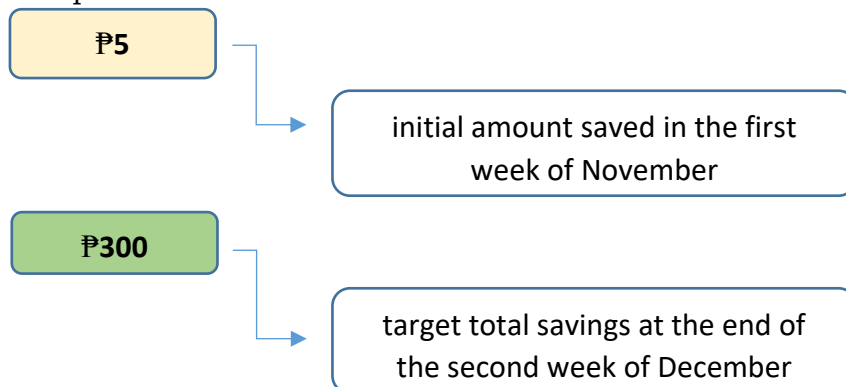 ₱5
initial amount saved in the first
week of November
₱300
target total savings at the end of
the second week of December